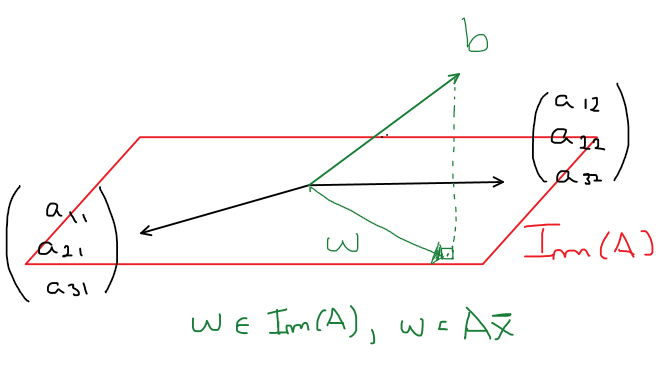 b
a12
a22
a32
a11
a21
a31
w
Im(A)
w ∈ Im(A), w = Ax̄